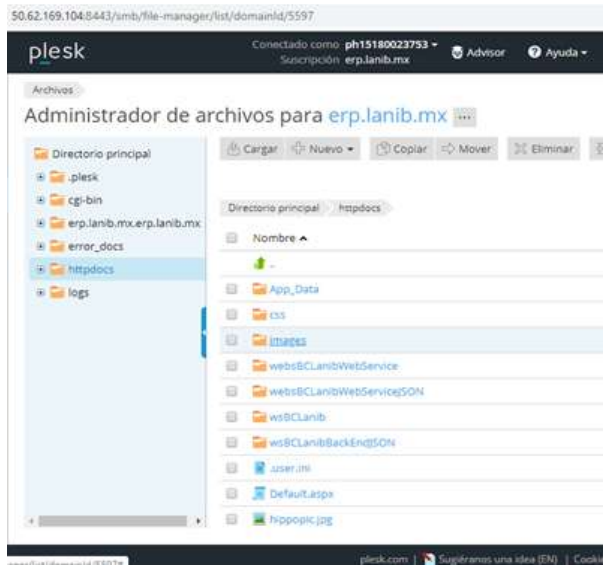 50.62.169.104:8443/smb/file-manager/list/domainId/5597
plesk
Conectado como ph15180023753
Suscripción erp.lanib.mx
Advisor
Ayuda
Archivos
Administrador de archivos para erp.lanib.mx ...
Directorio principal
.plesk
cgi-bin
erp.lanib.mx.erp.lanib.mx
error_docs
httpdocs
logs
Cargar
Nuevo
Copiar
Mover
Eliminar
Directorio principal
httpdocs
Nombre
..
App_Data
css
images
websBCLanibWebService
websBCLanibWebServiceJSON
wsBCLanib
wsBCLanibBackEndJSON
.user.ini
Default.aspx
hippopic.jpg
plesk.com | Sugiéranos una idea (EN) | Cookie